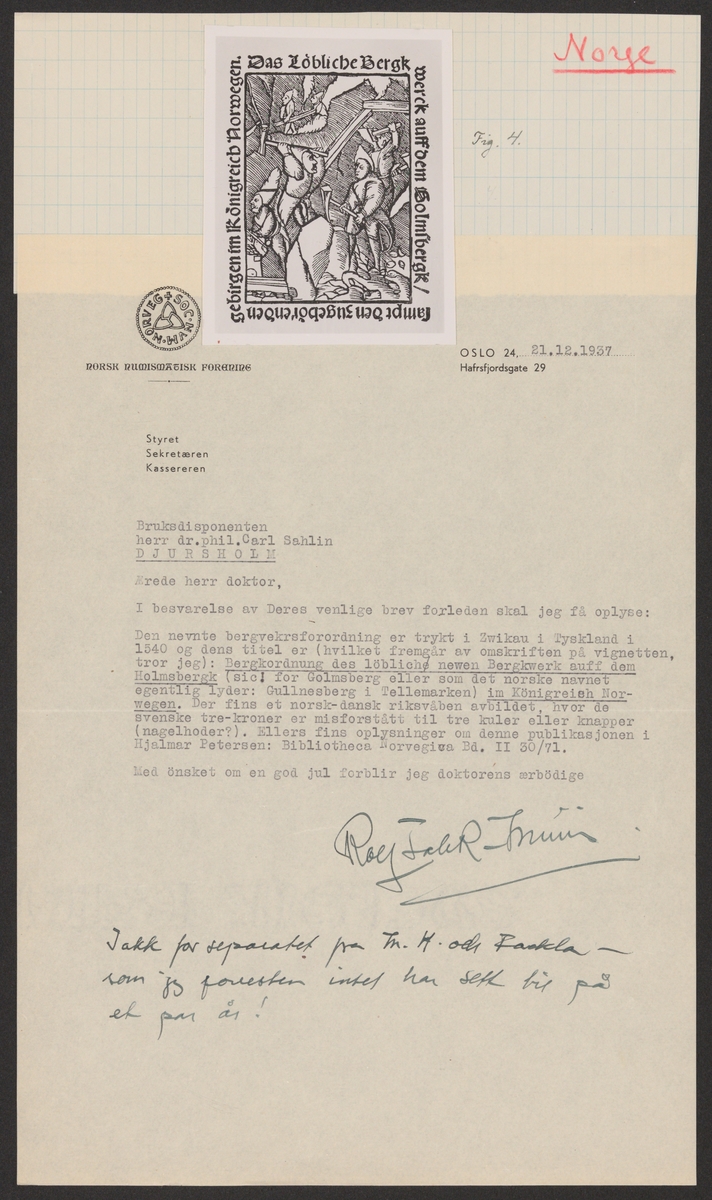 Norge
Fig. 4.
Das Löbliche Bergk
werck auff dem Golmsbergk/
sampt den zugehörenden
Gebirgen im Königreich Norwegen.
NORVEG SOC NVM
NORSK NUMISMATISK FORENING
OSLO 24, 21.12.1937
Hafrsfjordsgate 29
Styret
Sekretæren
Kassereren
Bruksdisponenten
herr dr.phil.Carl Sahlin
DJURSHOLM
Ærede herr doktor,
I besvarelse av Deres venlige brev forleden skal jeg få oplyse:
Den nevnte bergvekrsforordning er trykt i Zwikau i Tyskland i
1540 og dens titel er (hvilket fremgår av omskriften på vignetten,
tror jeg): Bergkordnung des löblichø newen Bergkwerk auff dem
Holmsbergk (sic! for Golmsberg eller som det norske navnet
egentlig lyder: Gullnesberg i Tellemarken) im Königreich Nor-
wegen. Der fins et norsk-dansk riksvåben avbildet, hvor de
svenske tre-kroner er misforstått til tre kuler eller knapper
(nagelhoder?). Ellers fins oplysninger om denne publikasjonen i
Hjalmar Petersen: Bibliotheca Norvegica Bd. II 30/71.
Med ønsket om en god jul forblir jeg doktorens ærbödige
Rolf Falck-Muus
Takk for separatet fra Tn. H. och —
som jeg forresten intet har sett til på
et par år!